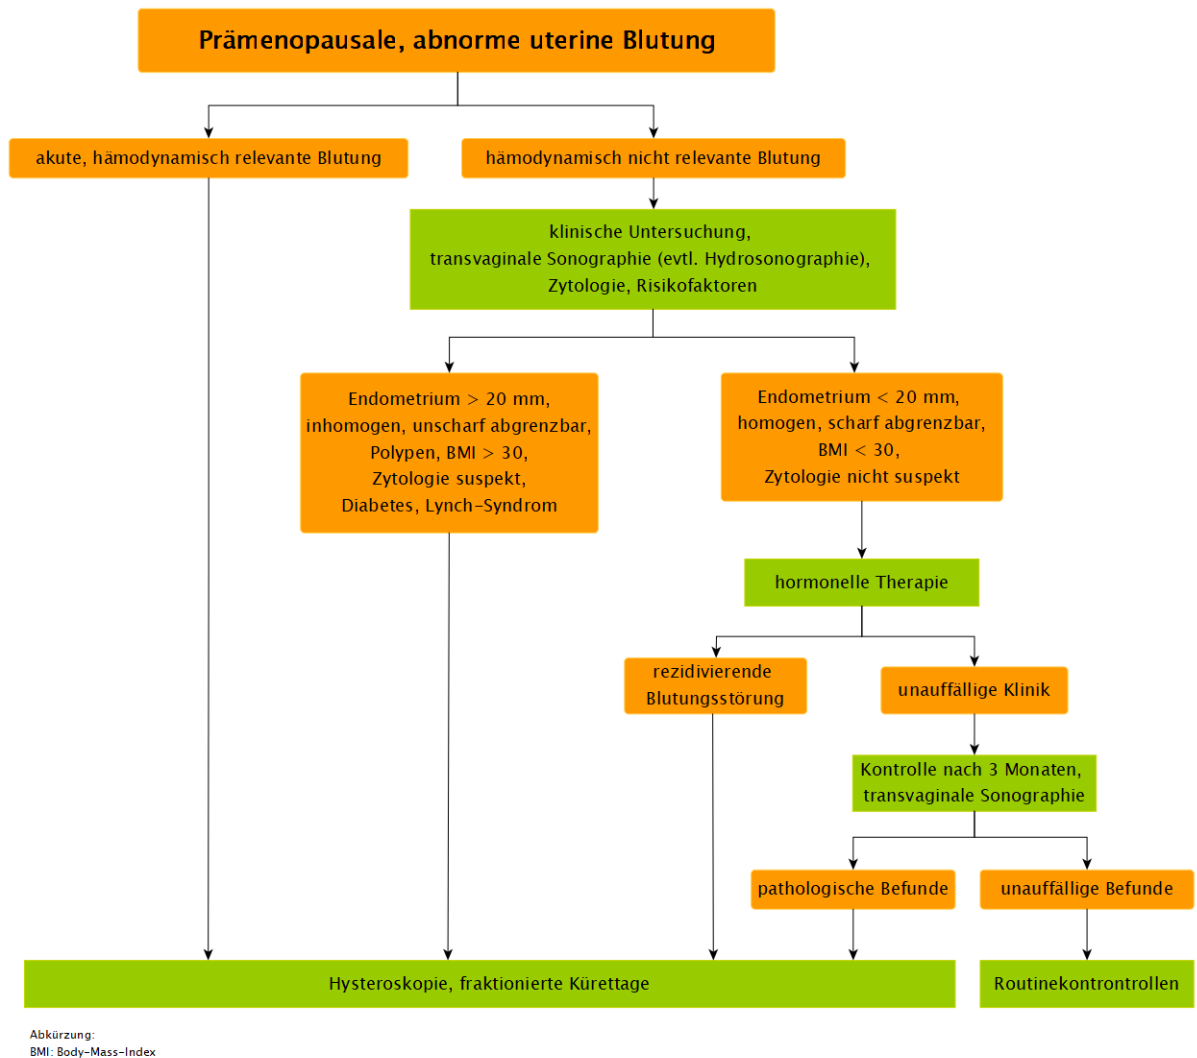 Prämenopausale, abnorme uterine Blutung
akute, hämodynamisch relevante Blutung
hämodynamisch nicht relevante Blutung
klinische Untersuchung,
transvaginale Sonographie (evtl. Hydrosonographie),
Zytologie, Risikofaktoren
Endometrium > 20 mm,
inhomogen, unscharf abgrenzbar,
Polypen, BMI > 30,
Zytologie suspekt,
Diabetes, Lynch-Syndrom
Endometrium < 20 mm,
homogen, scharf abgrenzbar,
BMI < 30,
Zytologie nicht suspekt
hormonelle Therapie
rezidivierende
Blutungsstörung
unauffällige Klinik
Kontrolle nach 3 Monaten,
transvaginale Sonographie
pathologische Befunde
unauffällige Befunde
Hysteroskopie, fraktionierte Kürettage
Routinekontrontrollen
Abkürzung:
BMI: Body-Mass-Index